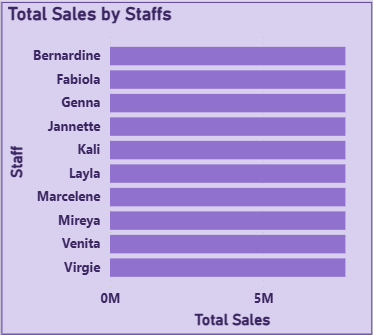 Total Sales by Staffs
Bernardine
Fabiola
Genna
Jannette
Kali
Layla
Marcelene
Mireya
Venita
Virgie
Staff
0M 5M
Total Sales